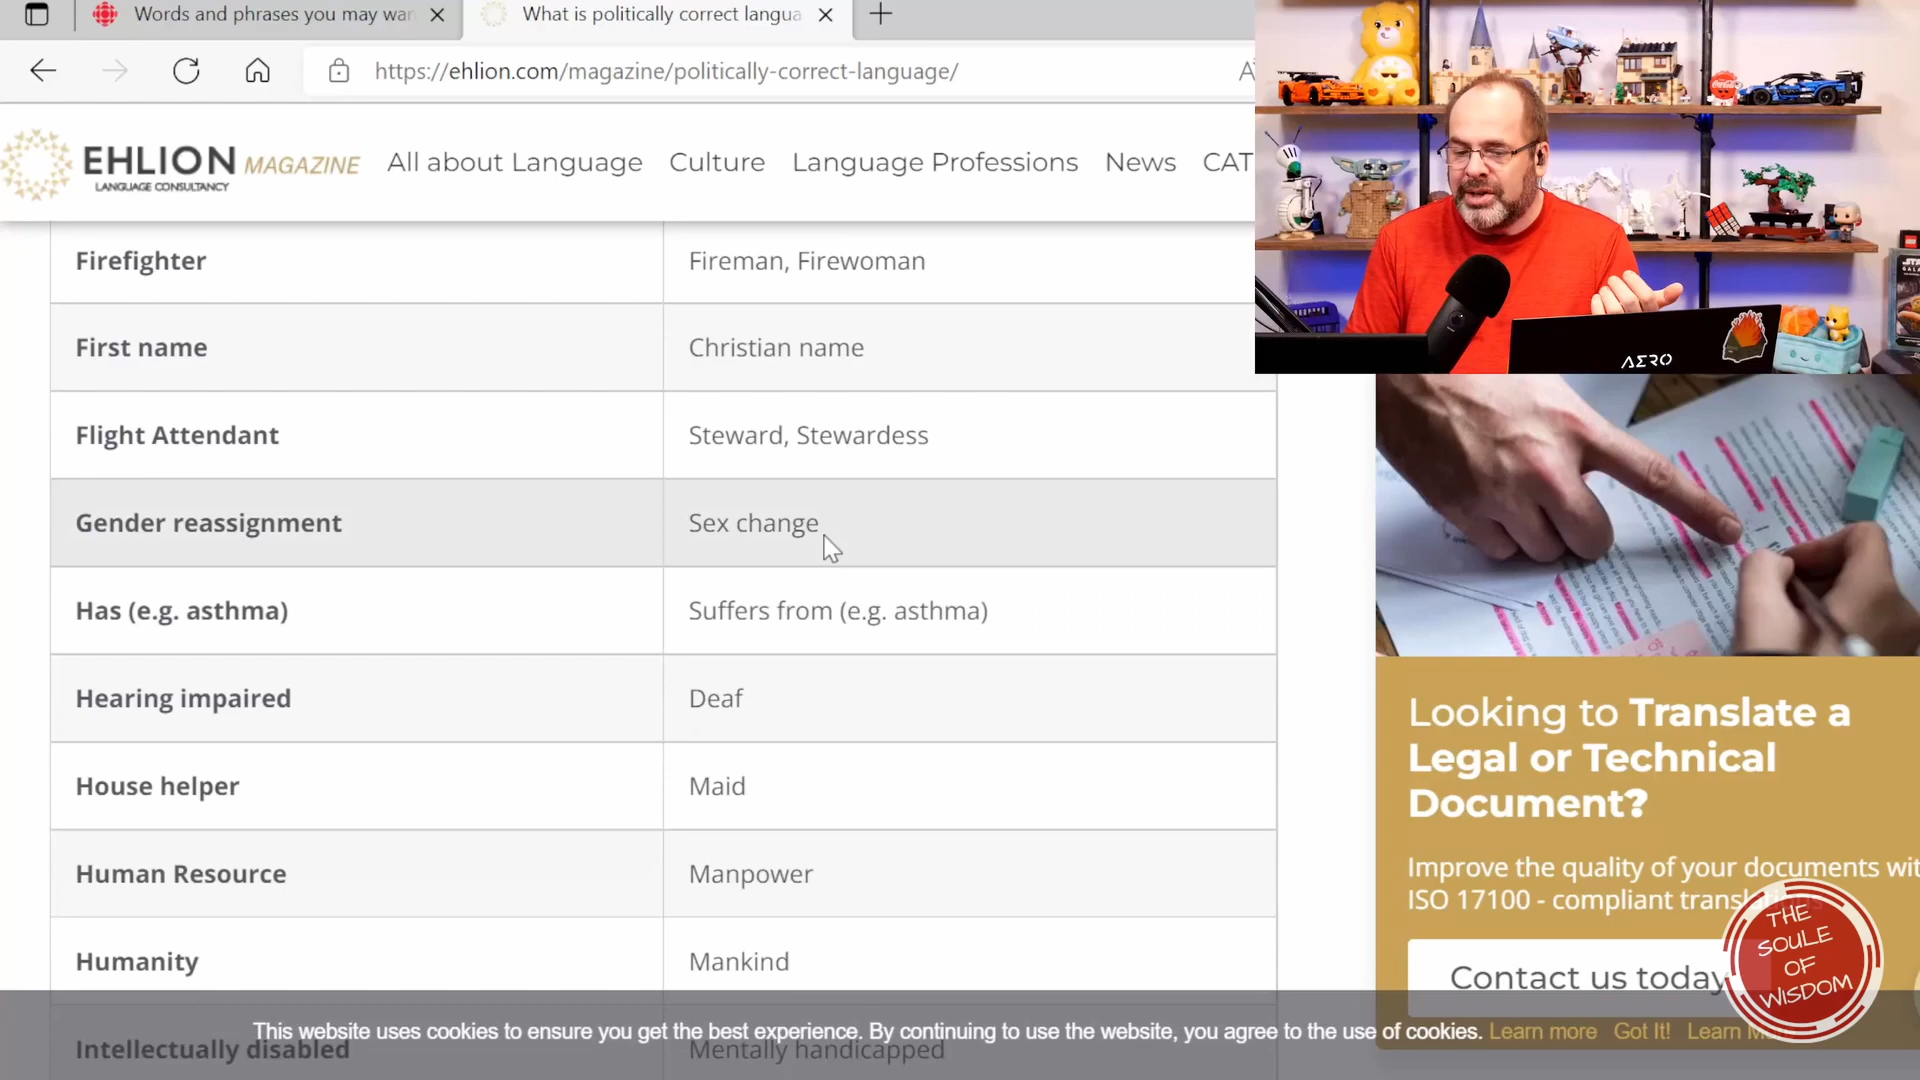 Words and phrases you may wan
What is politically correct langua
https://ehlion.com/magazine/politically-correct-language/
EHLION MAGAZINE
LANGUAGE CONSULTANCY
All about Language
Culture
Language Professions
News
CAT
Firefighter
Fireman, Firewoman
First name
Christian name
Flight Attendant
Steward, Stewardess
Gender reassignment
Sex change
Has (e.g. asthma)
Suffers from (e.g. asthma)
Hearing impaired
Deaf
House helper
Maid
Human Resource
Manpower
Humanity
Mankind
Intellectually disabled
Mentally handicapped
AERO
Looking to Translate a
Legal or Technical
Document?
Improve the quality of your documents wit
ISO 17100 - compliant
Contact us today
THE
SOULE
OF
WISDOM
This website uses cookies to ensure you get the best experience. By continuing to use the website, you agree to the use of cookies. Learn more Got It! Learn